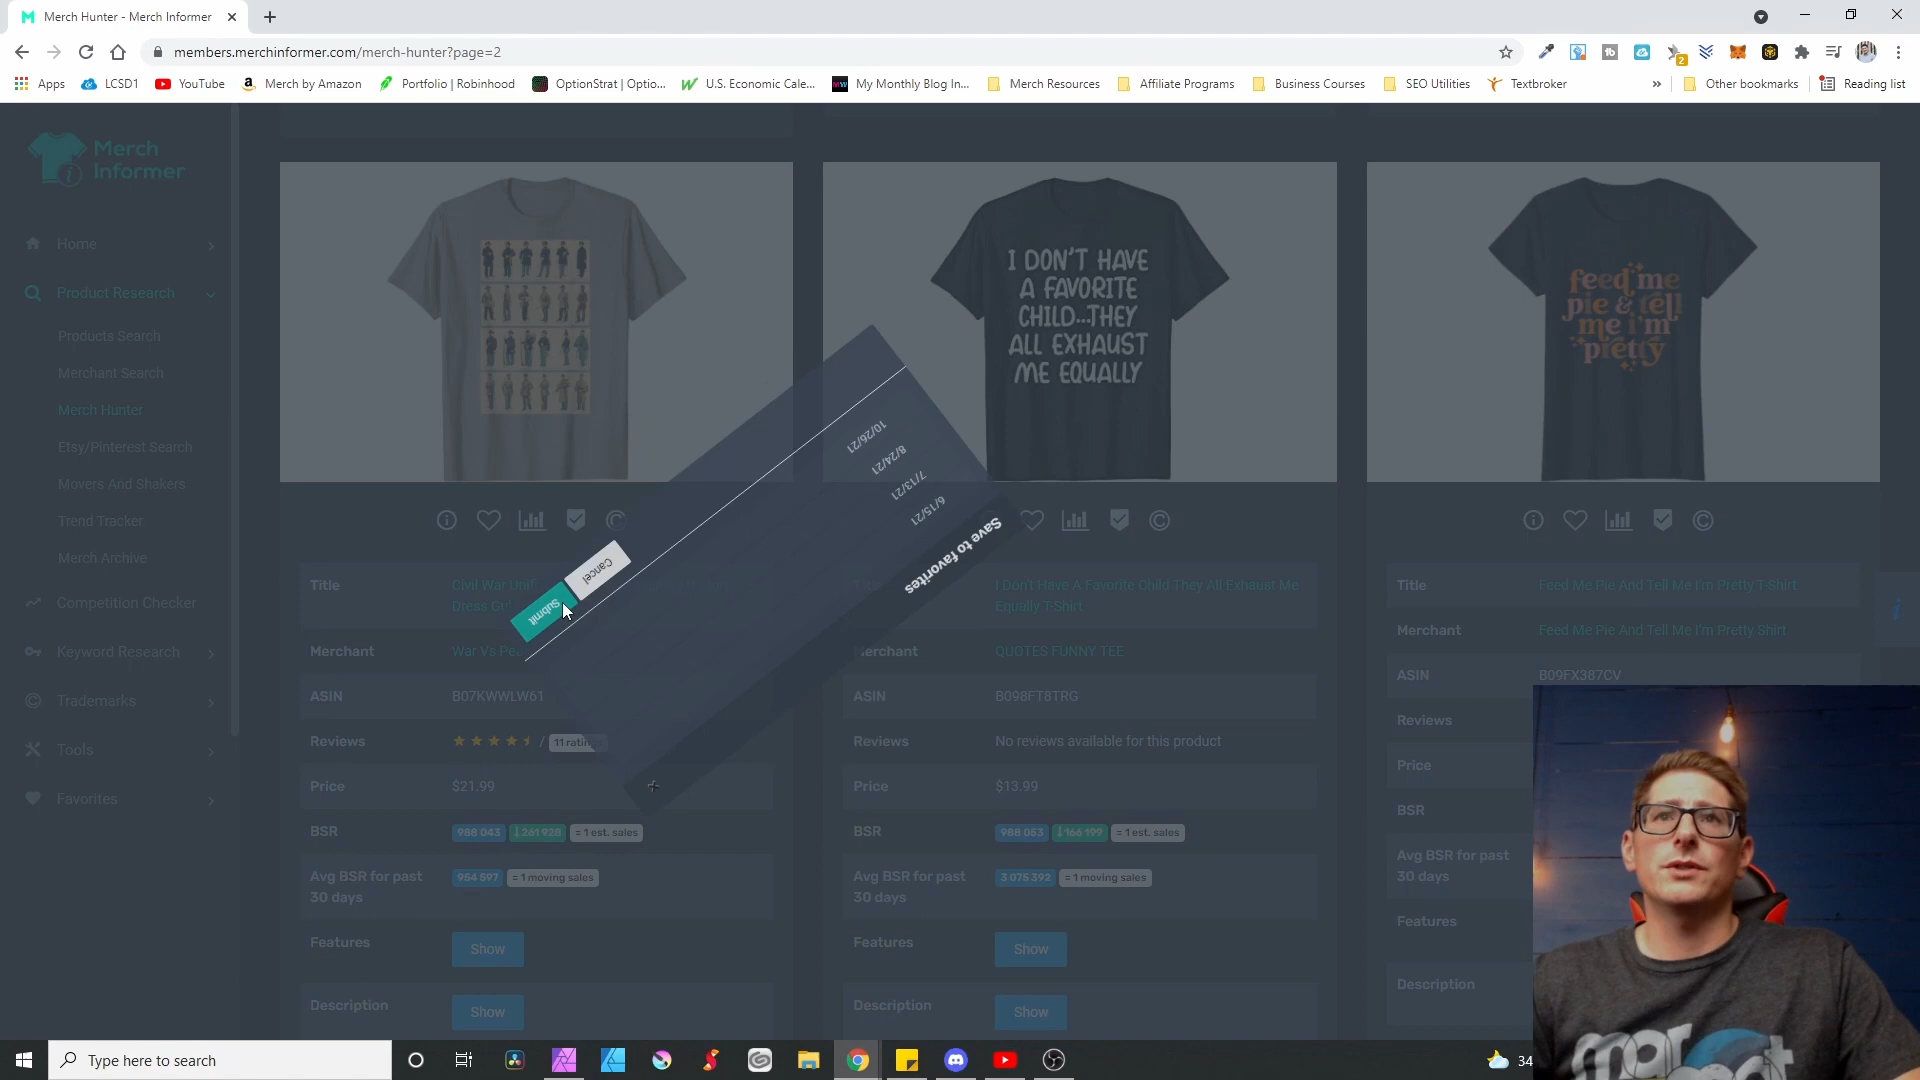 Merch Hunter - Merch Informer
members.merchinformer.com/merch-hunter?page=2
Apps
LCSD1
YouTube
Merch by Amazon
Portfolio | Robinhood
OptionStrat | Optio...
U.S. Economic Cale...
My Monthly Blog In...
Merch Resources
Affiliate Programs
Business Courses
SEO Utilities
Textbroker
»
Other bookmarks
Reading list
2
Merch
Informer
Home
Product Research
Products Search
Merchant Search
Merch Hunter
Etsy/Pinterest Search
Movers And Shakers
Trend Tracker
Merch Archive
Competition Checker
Keyword Research
Trademarks
Tools
Favorites
I DON'T HAVE
A FAVORITE
CHILD...THEY
ALL EXHAUST
ME EQUALLY
feed me
pie & tell
me i'm
pretty
Save to favorites
6/15/21
7/13/21
8/24/21
10/26/21
Cancel
Submit
Title
Civil War Uni
Dress Gu
Merchant
War Vs Pe
ASIN
B07KWWLW61
Reviews
/ 11 ratin
Price
$21.99
BSR
988 043 ↓261 928 = 1 est. sales
Avg BSR for past
30 days
954 597 = 1 moving sales
Features
Show
Description
Show
Title
I Don't Have A Favorite Child They All Exhaust Me
Equally T-Shirt
Merchant
QUOTES FUNNY TEE
ASIN
B098FT8TRG
Reviews
No reviews available for this product
Price
$13.99
BSR
988 053 ↓166 199 = 1 est. sales
Avg BSR for past
30 days
3 075 392 = 1 moving sales
Features
Show
Description
Show
Title
Feed Me Pie And Tell Me I'm Pretty T-Shirt
Merchant
Feed Me Pie And Tell Me I'm Pretty Shirt
ASIN
B09FX387CV
Reviews
Price
BSR
Avg BSR for past
30 days
Features
Description
i
Type here to search
34